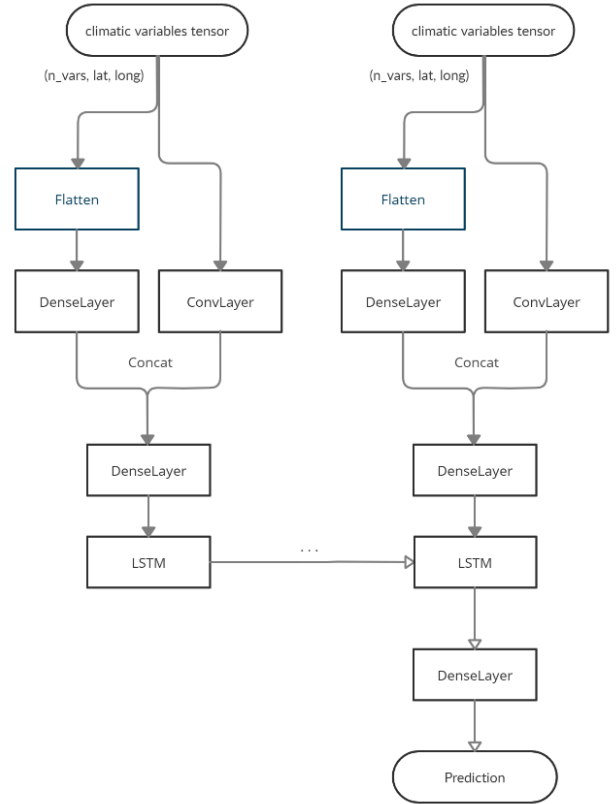 climatic variables tensor
climatic variables tensor
(n_vars, lat, long)
(n_vars, lat, long)
Flatten
Flatten
DenseLayer
ConvLayer
DenseLayer
ConvLayer
Concat
Concat
DenseLayer
DenseLayer
...
LSTM
LSTM
DenseLayer
Prediction